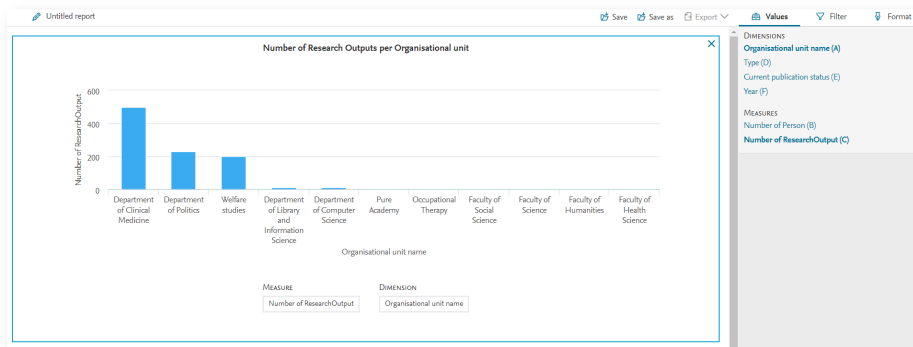 Untitled report
Save
Save as
Export
Values
Filter
Format
Number of Research Outputs per Organisational unit
Number of ResearchOutput
600
400
200
0
Department of Clinical Medicine
Department of Politics
Welfare studies
Department of Library and Information Science
Department of Computer Science
Pure Academy
Occupational Therapy
Faculty of Social Science
Faculty of Science
Faculty of Humanities
Faculty of Health Science
Organisational unit name
MEASURE
Number of ResearchOutput
DIMENSION
Organisational unit name
DIMENSIONS
Organisational unit name (A)
Type (D)
Current publication status (E)
Year (F)
MEASURES
Number of Person (B)
Number of ResearchOutput (C)